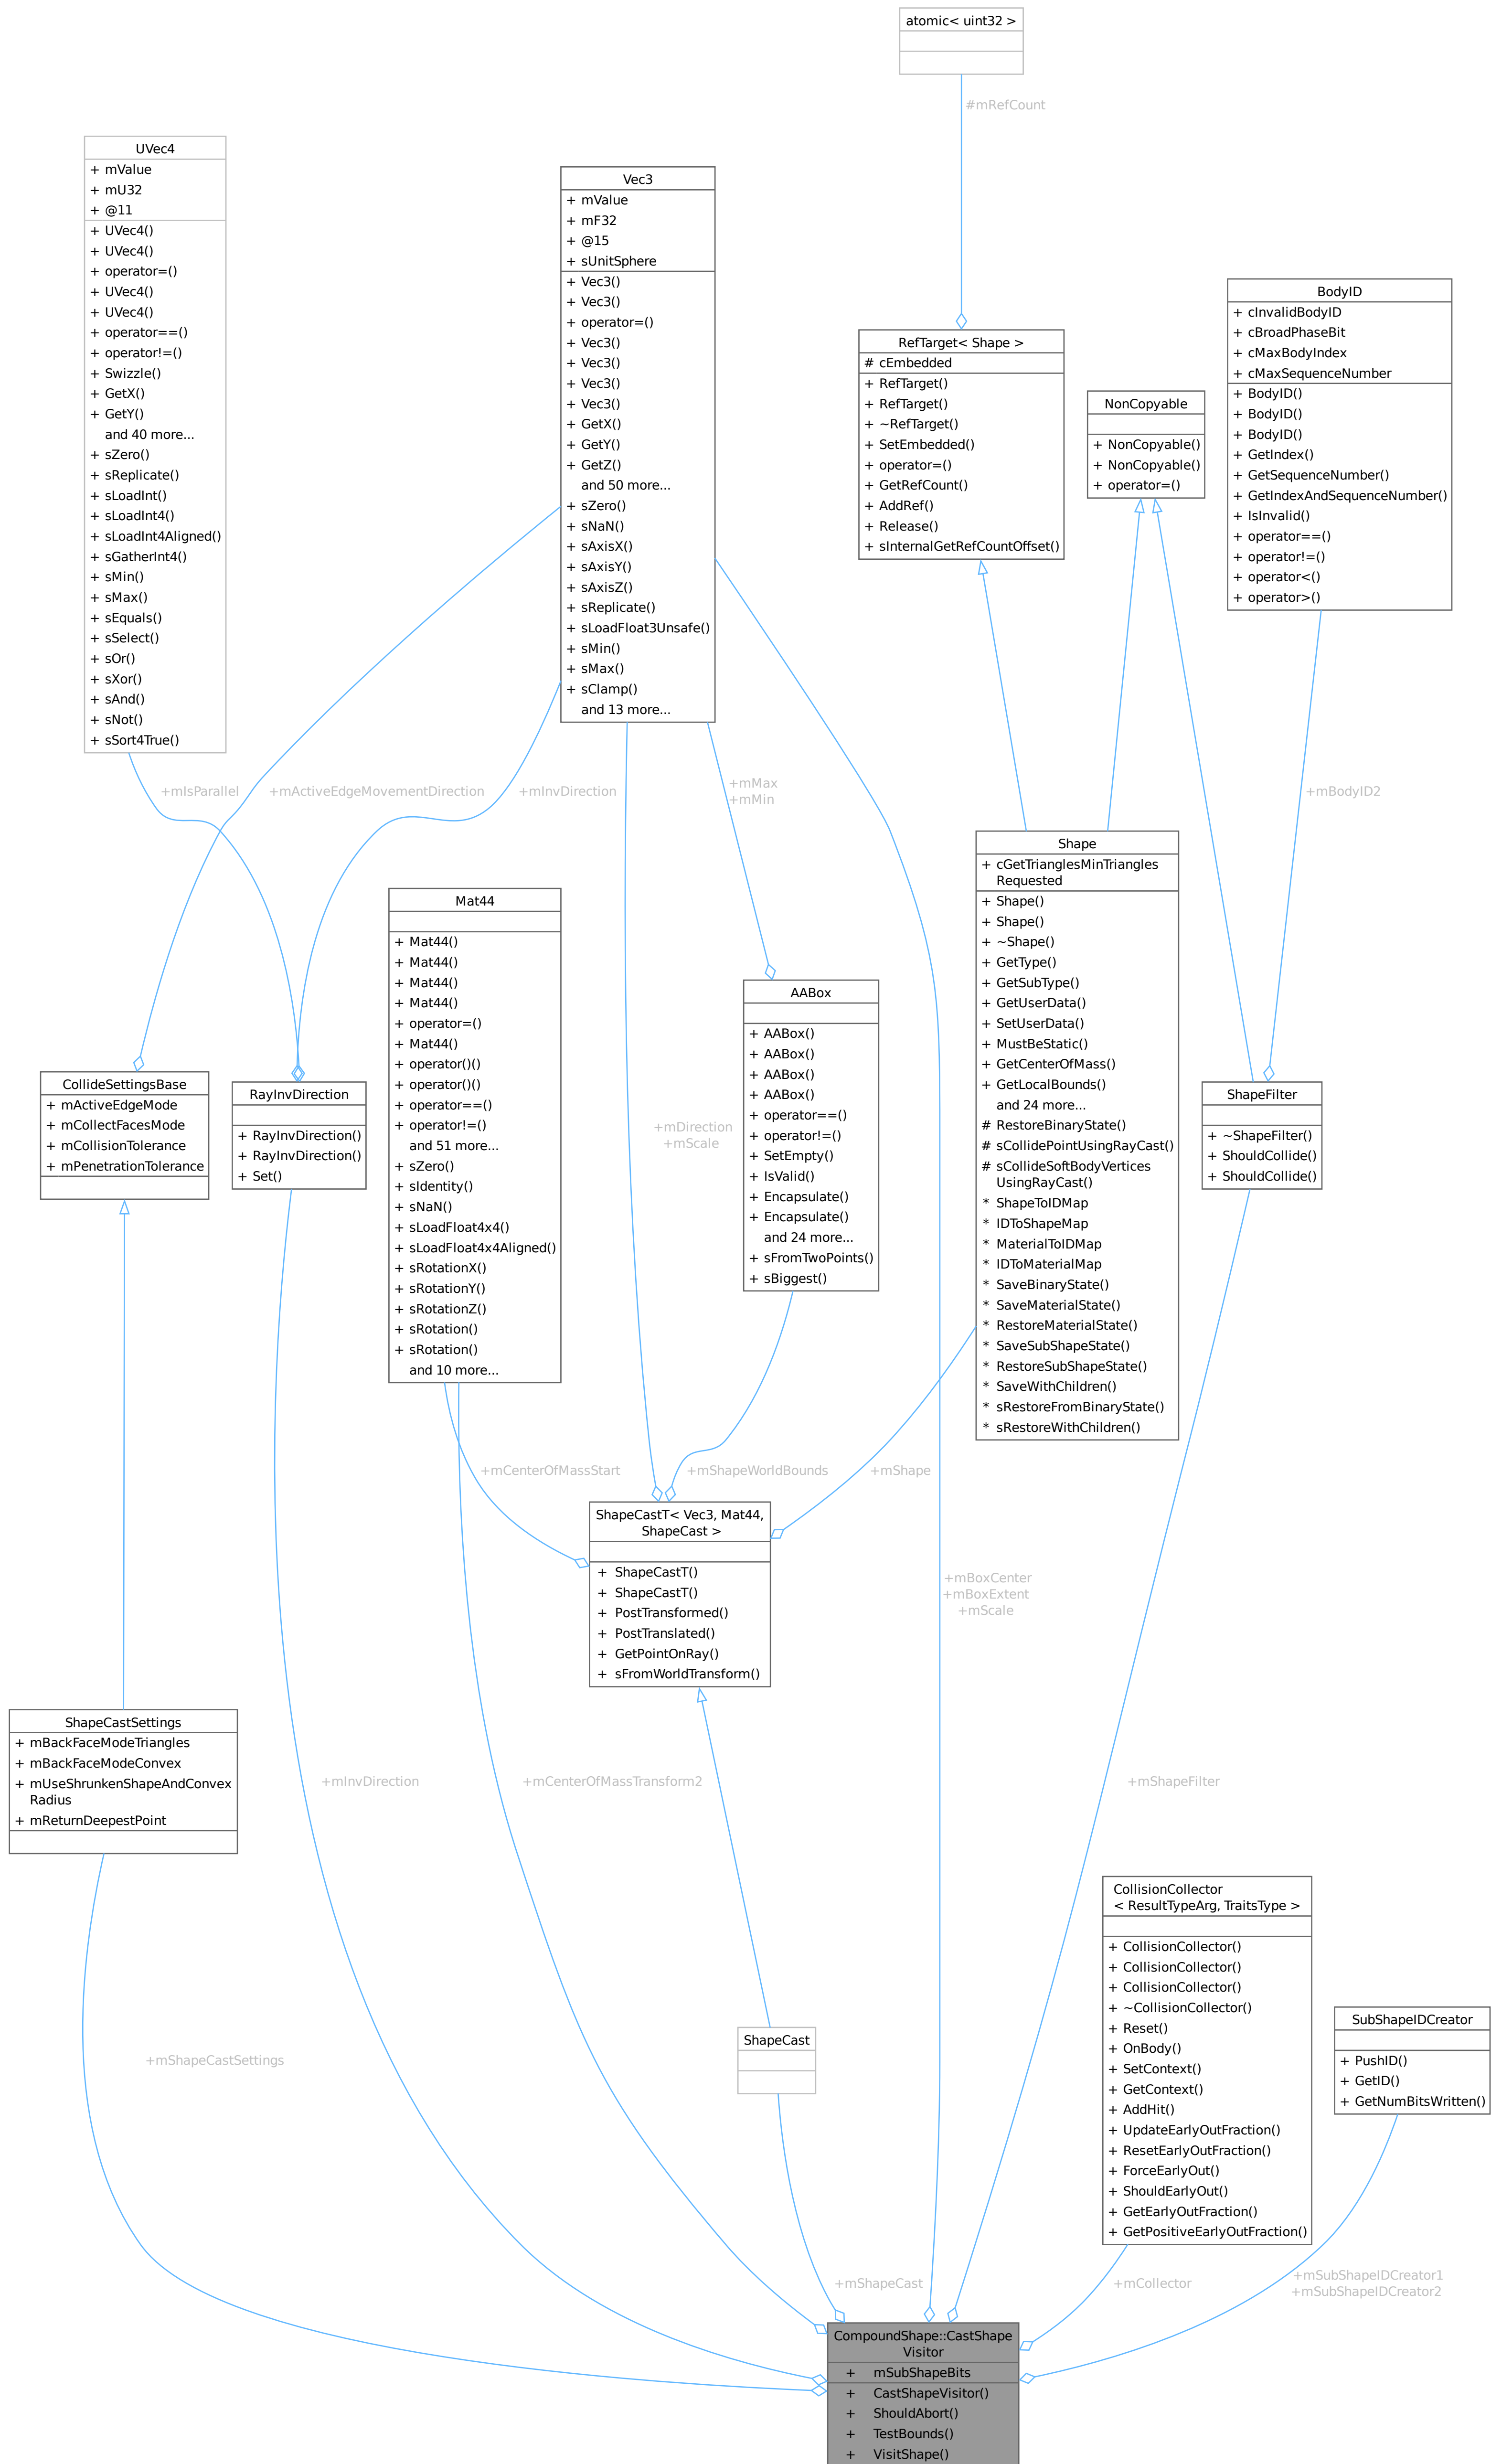 atomic< uint32 >
#mRefCount
UVec4
+ mValue
+ mU32
+ @11
+ UVec4()
+ UVec4()
+ operator=()
+ UVec4()
+ UVec4()
+ operator==()
+ operator!=()
+ Swizzle()
+ GetX()
+ GetY()
and 40 more...
+ sZero()
+ sReplicate()
+ sLoadInt()
+ sLoadInt4()
+ sLoadInt4Aligned()
+ sGatherInt4()
+ sMin()
+ sMax()
+ sEquals()
+ sSelect()
+ sOr()
+ sXor()
+ sAnd()
+ sNot()
+ sSort4True()
Vec3
+ mValue
+ mF32
+ @15
+ sUnitSphere
+ Vec3()
+ Vec3()
+ operator=()
+ Vec3()
+ Vec3()
+ Vec3()
+ Vec3()
+ GetX()
+ GetY()
+ GetZ()
and 50 more...
+ sZero()
+ sNaN()
+ sAxisX()
+ sAxisY()
+ sAxisZ()
+ sReplicate()
+ sLoadFloat3Unsafe()
+ sMin()
+ sMax()
+ sClamp()
and 13 more...
RefTarget< Shape >
# cEmbedded
+ RefTarget()
+ RefTarget()
+ ~RefTarget()
+ SetEmbedded()
+ operator=()
+ GetRefCount()
+ AddRef()
+ Release()
+ sInternalGetRefCountOffset()
NonCopyable
+ NonCopyable()
+ NonCopyable()
+ operator=()
BodyID
+ cInvalidBodyID
+ cBroadPhaseBit
+ cMaxBodyIndex
+ cMaxSequenceNumber
+ BodyID()
+ BodyID()
+ BodyID()
+ GetIndex()
+ GetSequenceNumber()
+ GetIndexAndSequenceNumber()
+ IsInvalid()
+ operator==()
+ operator!=()
+ operator<()
+ operator>()
+mIsParallel
+mActiveEdgeMovementDirection
+mInvDirection
+mMax
+mMin
+mBodyID2
Mat44
+ Mat44()
+ Mat44()
+ Mat44()
+ Mat44()
+ operator=()
+ Mat44()
+ operator()()
+ operator()()
+ operator==()
+ operator!=()
and 51 more...
+ sZero()
+ sIdentity()
+ sNaN()
+ sLoadFloat4x4()
+ sLoadFloat4x4Aligned()
+ sRotationX()
+ sRotationY()
+ sRotationZ()
+ sRotation()
+ sRotation()
and 10 more...
AABox
+ AABox()
+ AABox()
+ AABox()
+ AABox()
+ operator==()
+ operator!=()
+ SetEmpty()
+ IsValid()
+ Encapsulate()
+ Encapsulate()
and 24 more...
+ sFromTwoPoints()
+ sBiggest()
Shape
+ cGetTrianglesMinTriangles
Requested
+ Shape()
+ Shape()
+ ~Shape()
+ GetType()
+ GetSubType()
+ GetUserData()
+ SetUserData()
+ MustBeStatic()
+ GetCenterOfMass()
+ GetLocalBounds()
and 24 more...
# RestoreBinaryState()
# sCollidePointUsingRayCast()
# sCollideSoftBodyVertices
UsingRayCast()
* ShapeToIDMap
* IDToShapeMap
* MaterialToIDMap
* IDToMaterialMap
* SaveBinaryState()
* SaveMaterialState()
* RestoreMaterialState()
* SaveSubShapeState()
* RestoreSubShapeState()
* SaveWithChildren()
* sRestoreFromBinaryState()
* sRestoreWithChildren()
CollideSettingsBase
+ mActiveEdgeMode
+ mCollectFacesMode
+ mCollisionTolerance
+ mPenetrationTolerance
RayInvDirection
+ RayInvDirection()
+ RayInvDirection()
+ Set()
ShapeFilter
+ ~ShapeFilter()
+ ShouldCollide()
+ ShouldCollide()
+mDirection
+mScale
+mCenterOfMassStart
+mShapeWorldBounds
+mShape
ShapeCastT< Vec3, Mat44,
ShapeCast >
+ ShapeCastT()
+ ShapeCastT()
+ PostTransformed()
+ PostTranslated()
+ GetPointOnRay()
+ sFromWorldTransform()
+mBoxCenter
+mBoxExtent
+mScale
ShapeCastSettings
+ mBackFaceModeTriangles
+ mBackFaceModeConvex
+ mUseShrunkenShapeAndConvex
Radius
+ mReturnDeepestPoint
+mInvDirection
+mCenterOfMassTransform2
+mShapeFilter
CollisionCollector
< ResultTypeArg, TraitsType >
+ CollisionCollector()
+ CollisionCollector()
+ CollisionCollector()
+ ~CollisionCollector()
+ Reset()
+ OnBody()
+ SetContext()
+ GetContext()
+ AddHit()
+ UpdateEarlyOutFraction()
+ ResetEarlyOutFraction()
+ ForceEarlyOut()
+ ShouldEarlyOut()
+ GetEarlyOutFraction()
+ GetPositiveEarlyOutFraction()
SubShapeIDCreator
+ PushID()
+ GetID()
+ GetNumBitsWritten()
ShapeCast
+mShapeCastSettings
+mShapeCast
+mCollector
+mSubShapeIDCreator1
+mSubShapeIDCreator2
CompoundShape::CastShape
Visitor
+ mSubShapeBits
+ CastShapeVisitor()
+ ShouldAbort()
+ TestBounds()
+ VisitShape()